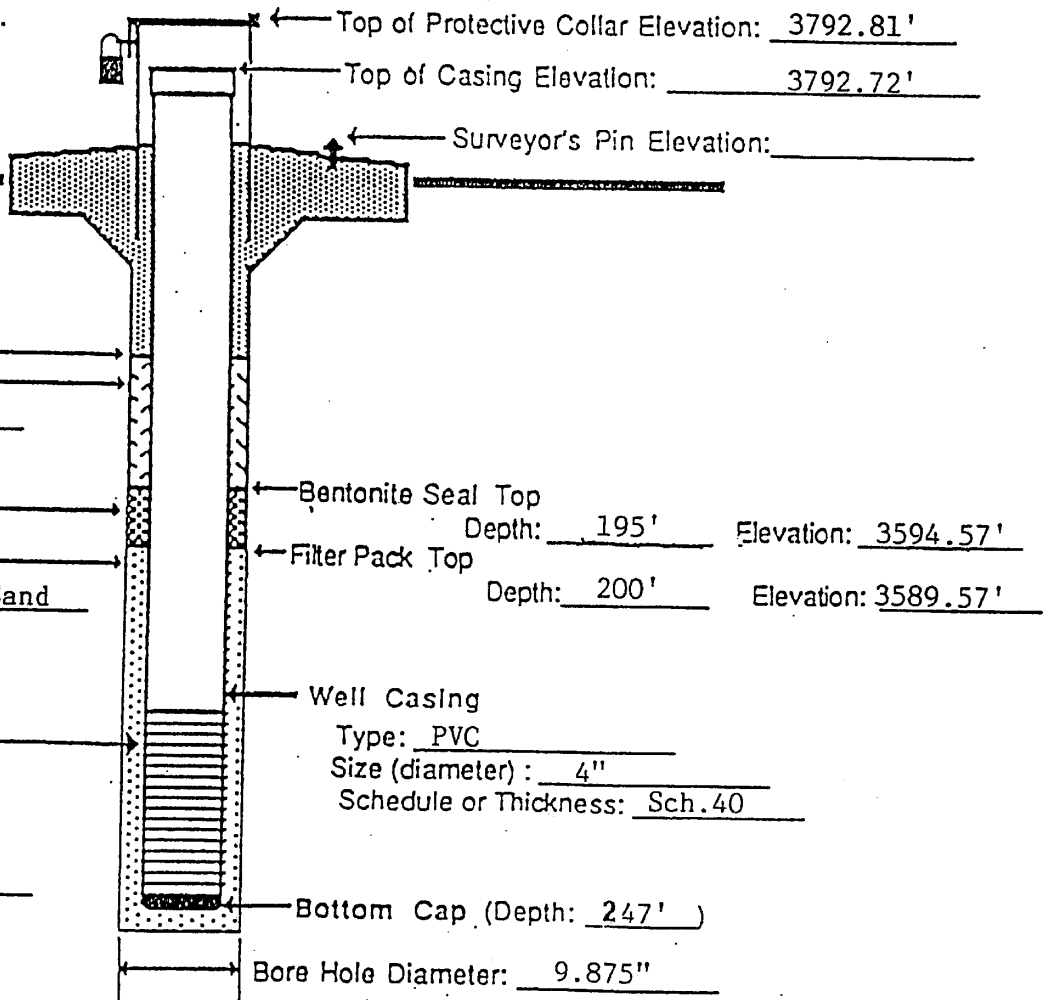 Top of Protective Collar Elevation: 3792.81'
Top of Casing Elevation: 3792.72'
Surveyor's Pin Elevation:
Bentonite Seal Top
Depth: 195' Elevation: 3594.57'
Filter Pack Top
Depth: 200' Elevation: 3589.57'
Sand
Well Casing
Type: PVC
Size (diameter) : 4"
Schedule or Thickness: Sch.40
Bottom Cap (Depth: 247' )
Bore Hole Diameter: 9.875"